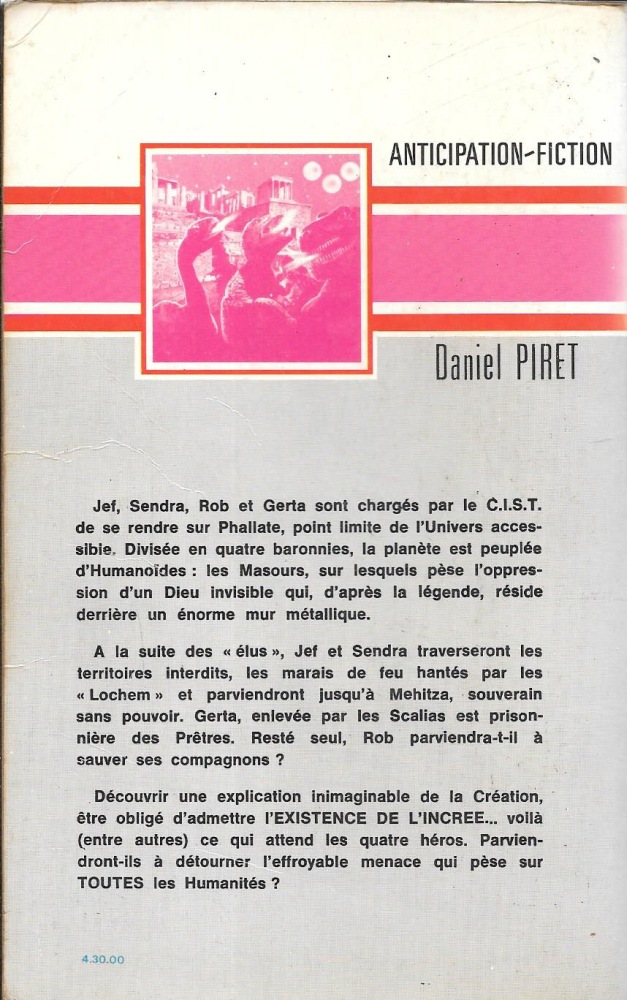 ANTICIPATION-FICTION
Daniel PIRET
Jef, Sendra, Rob et Gerta sont chargés par le C.I.S.T.
de se rendre sur Phallate, point limite de l'Univers acces-
sible. Divisée en quatre baronnies, la planète est peuplée
d'Humanoïdes : les Masours, sur lesquels pèse l'oppres-
sion d'un Dieu invisible qui, d'après la légende, réside
derrière un énorme mur métallique.
A la suite des « élus », Jef et Sendra traverseront les
territoires interdits, les marais de feu hantés par les
« Lochem » et parviendront jusqu'à Mehitza, souverain
sans pouvoir. Gerta, enlevée par les Scalias est prison-
nière des Prêtres. Resté seul, Rob parviendra-t-il à
sauver ses compagnons ?
Découvrir une explication inimaginable de la Création,
être obligé d'admettre l'EXISTENCE DE L'INCREE... voilà
(entre autres) ce qui attend les quatre héros. Parvien-
dront-ils à détourner l'effroyable menace qui pèse sur
TOUTES les Humanités ?
4.30.00